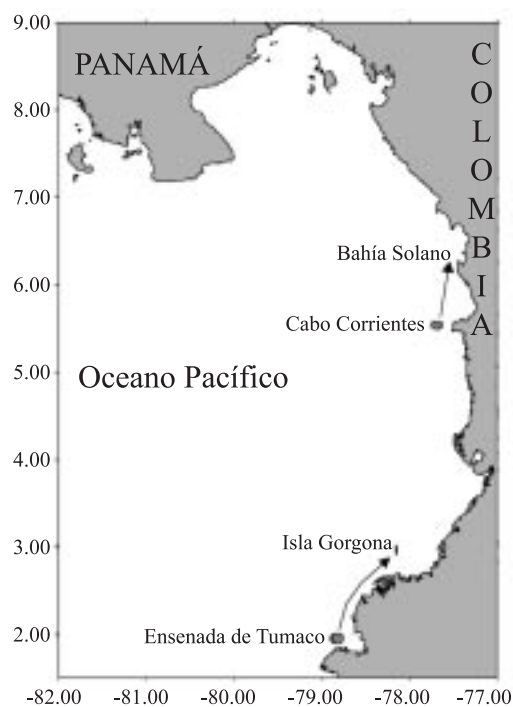 9.00
8.00
7.00
6.00
5.00
4.00
3.00
2.00
PANAMÁ
COLOMBIA
Bahía Solano
Cabo Corrientes
Oceano Pacífico
Isla Gorgona
Ensenada de Tumaco
-82.00 -81.00 -80.00 -79.00 -78.00 -77.00